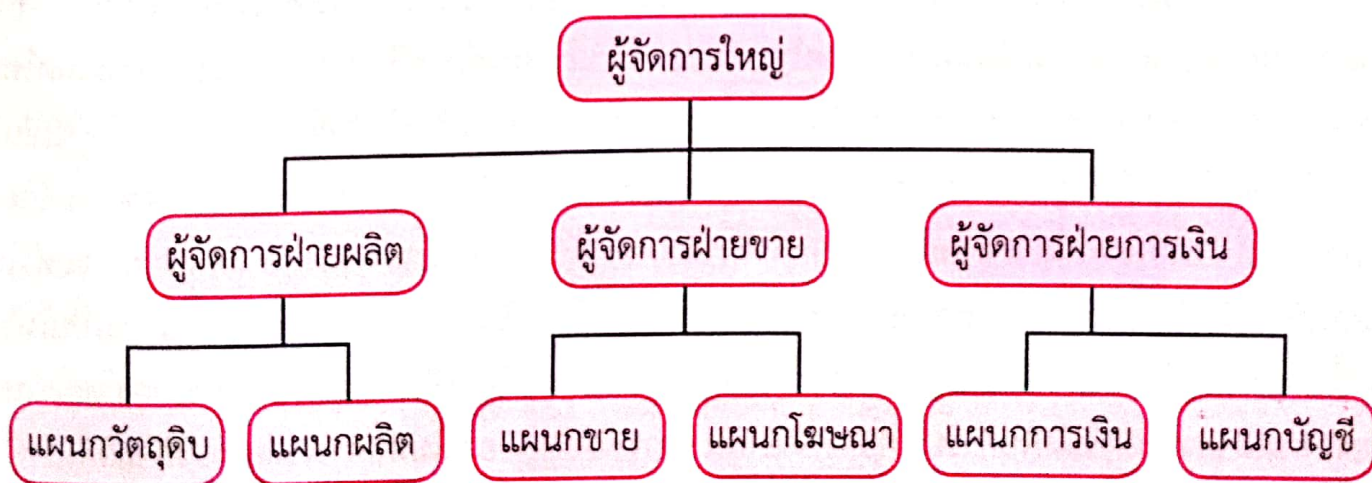 ผู้จัดการใหญ่
ผู้จัดการฝ่ายผลิต
ผู้จัดการฝ่ายขาย
ผู้จัดการฝ่ายการเงิน
แผนกวัตถุดิบ
แผนกผลิต
แผนกขาย
แผนกโฆษณา
แผนกการเงิน
แผนกบัญชี